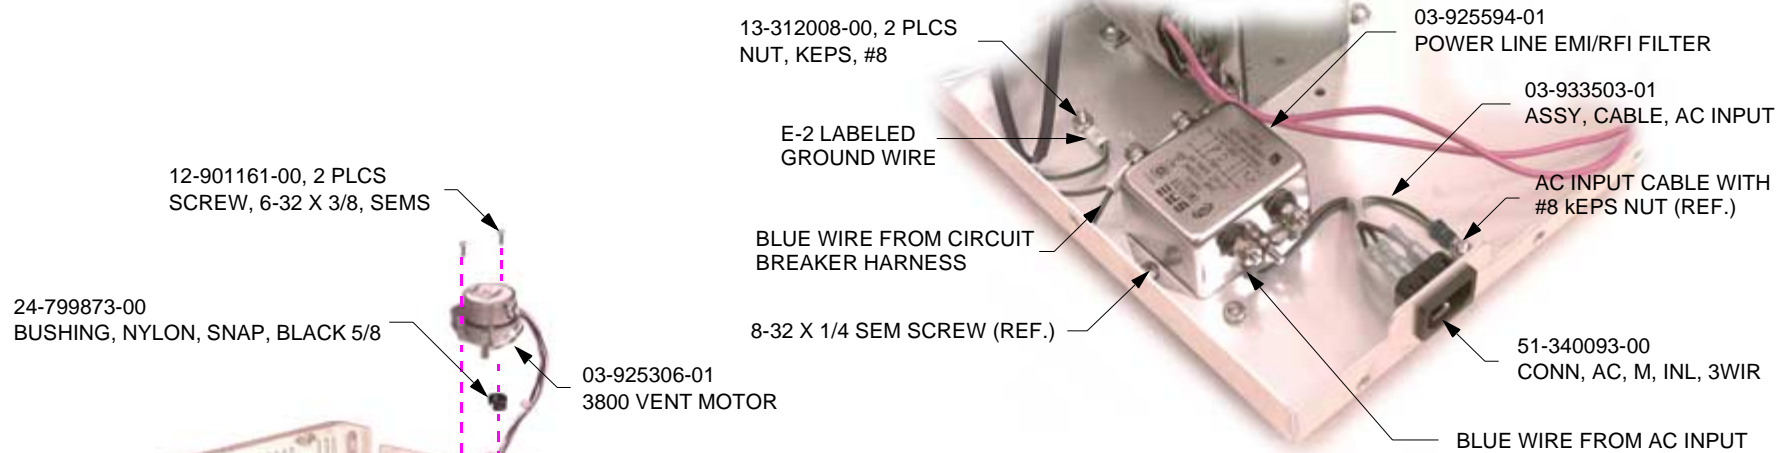 13-312008-00, 2 PLCS
NUT, KEPS, #8
E-2 LABELED
GROUND WIRE
12-901161-00, 2 PLCS
SCREW, 6-32 X 3/8, SEMS
BLUE WIRE FROM CIRCUIT
BREAKER HARNESS
24-799873-00
BUSHING, NYLON, SNAP, BLACK 5/8
8-32 X 1/4 SEM SCREW (REF.)
03-925306-01
3800 VENT MOTOR
03-925594-01
POWER LINE EMI/RFI FILTER
03-933503-01
ASSY, CABLE, AC INPUT
AC INPUT CABLE WITH
#8 kEPS NUT (REF.)
51-340093-00
CONN, AC, M, INL, 3WIR
BLUE WIRE FROM AC INPUT